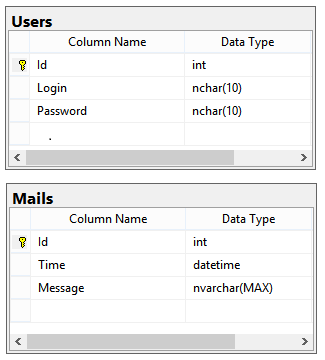 Users
Column Name Data Type
Id int
Login nchar(10)
Password nchar(10)
.
Mails
Column Name Data Type
Id int
Time datetime
Message nvarchar(MAX)